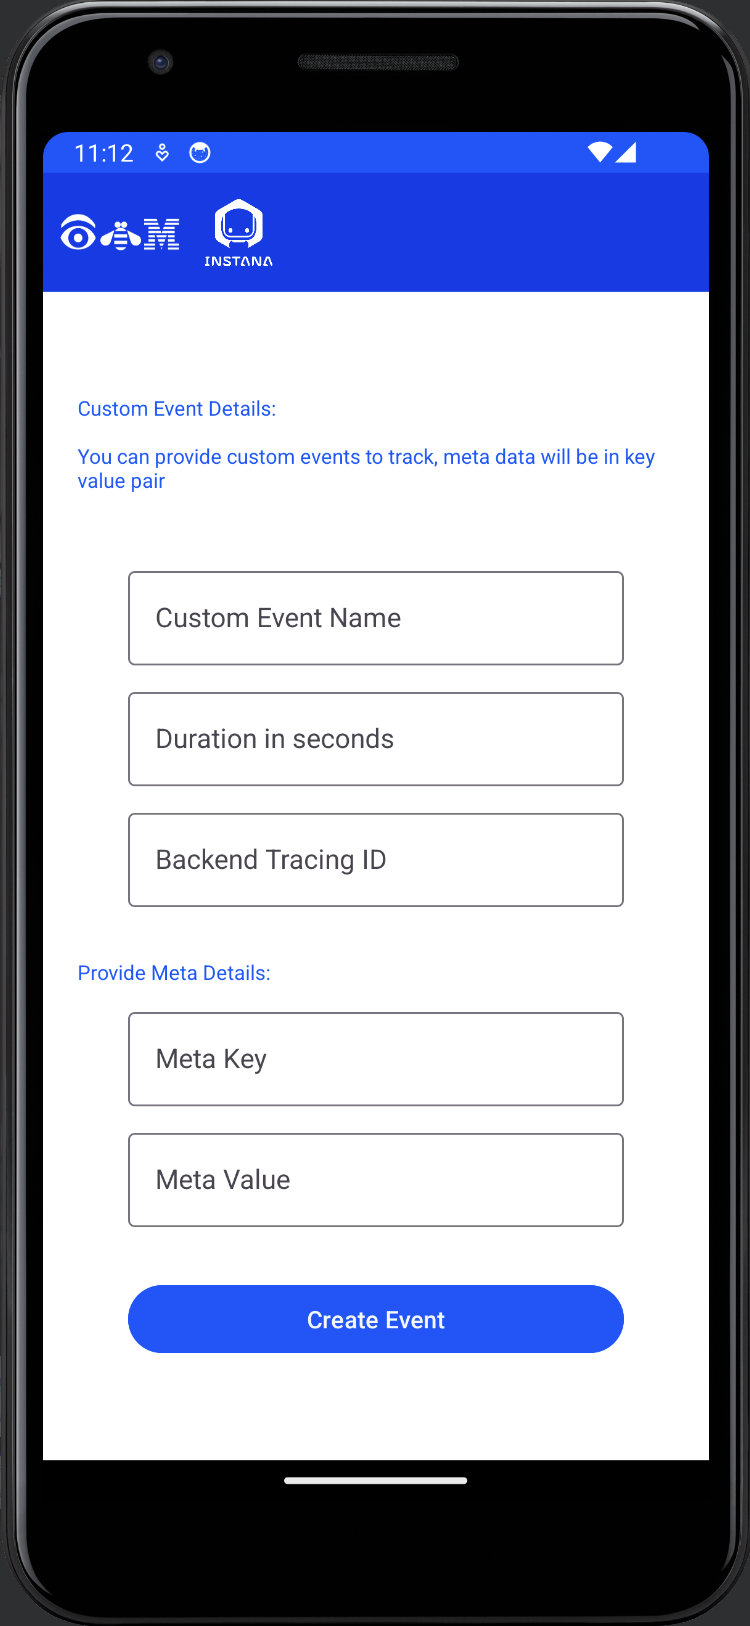 11:12
M
INSTANA
Custom Event Details:
You can provide custom events to track, meta data will be in key
value pair
Custom Event Name
Duration in seconds
Backend Tracing ID
Provide Meta Details:
Meta Key
Meta Value
Create Event